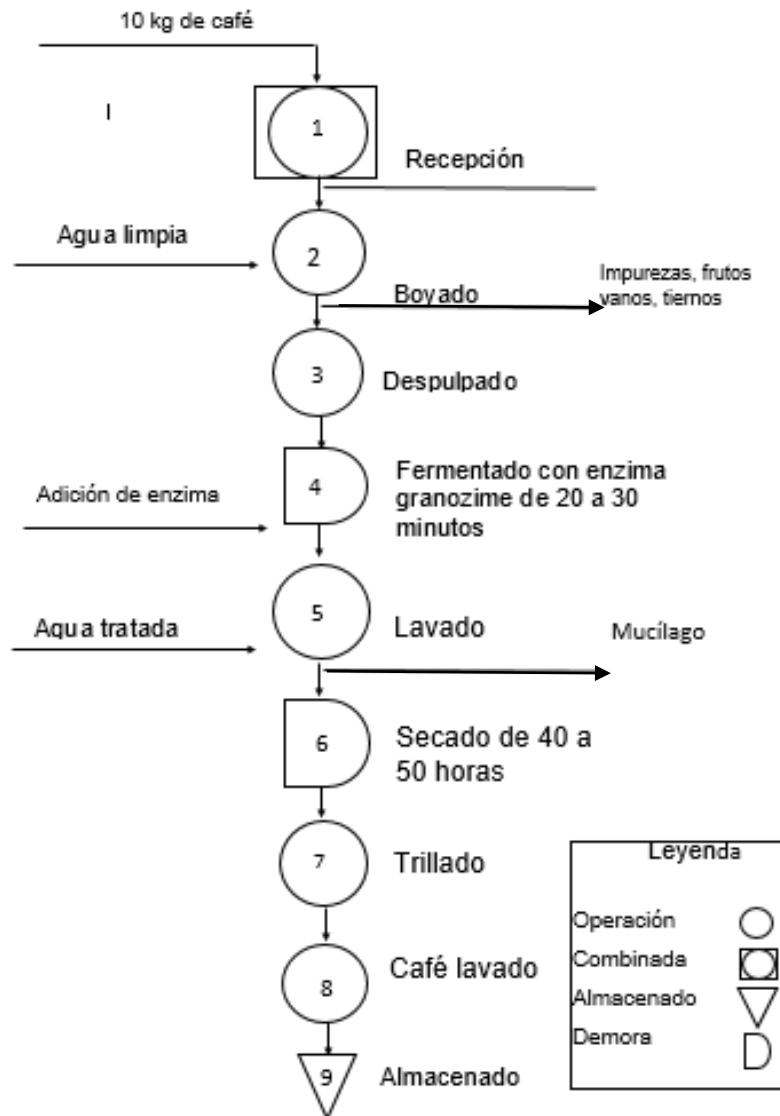 10 kg de café
I
1
Recepción
Agua limpia
2
Boyado
Impurezas, frutos
vanos, tiernos
3
Despulpado
Adición de enzima
4
Fermentado con enzima
granozime de 20 a 30
minutos
Agua tratada
5
Lavado
Mucílago
6
Secado de 40 a
50 horas
7
Trillado
8
Café lavado
9
Almacenado
Leyenda
Operación
Combinada
Almacenado
Demora